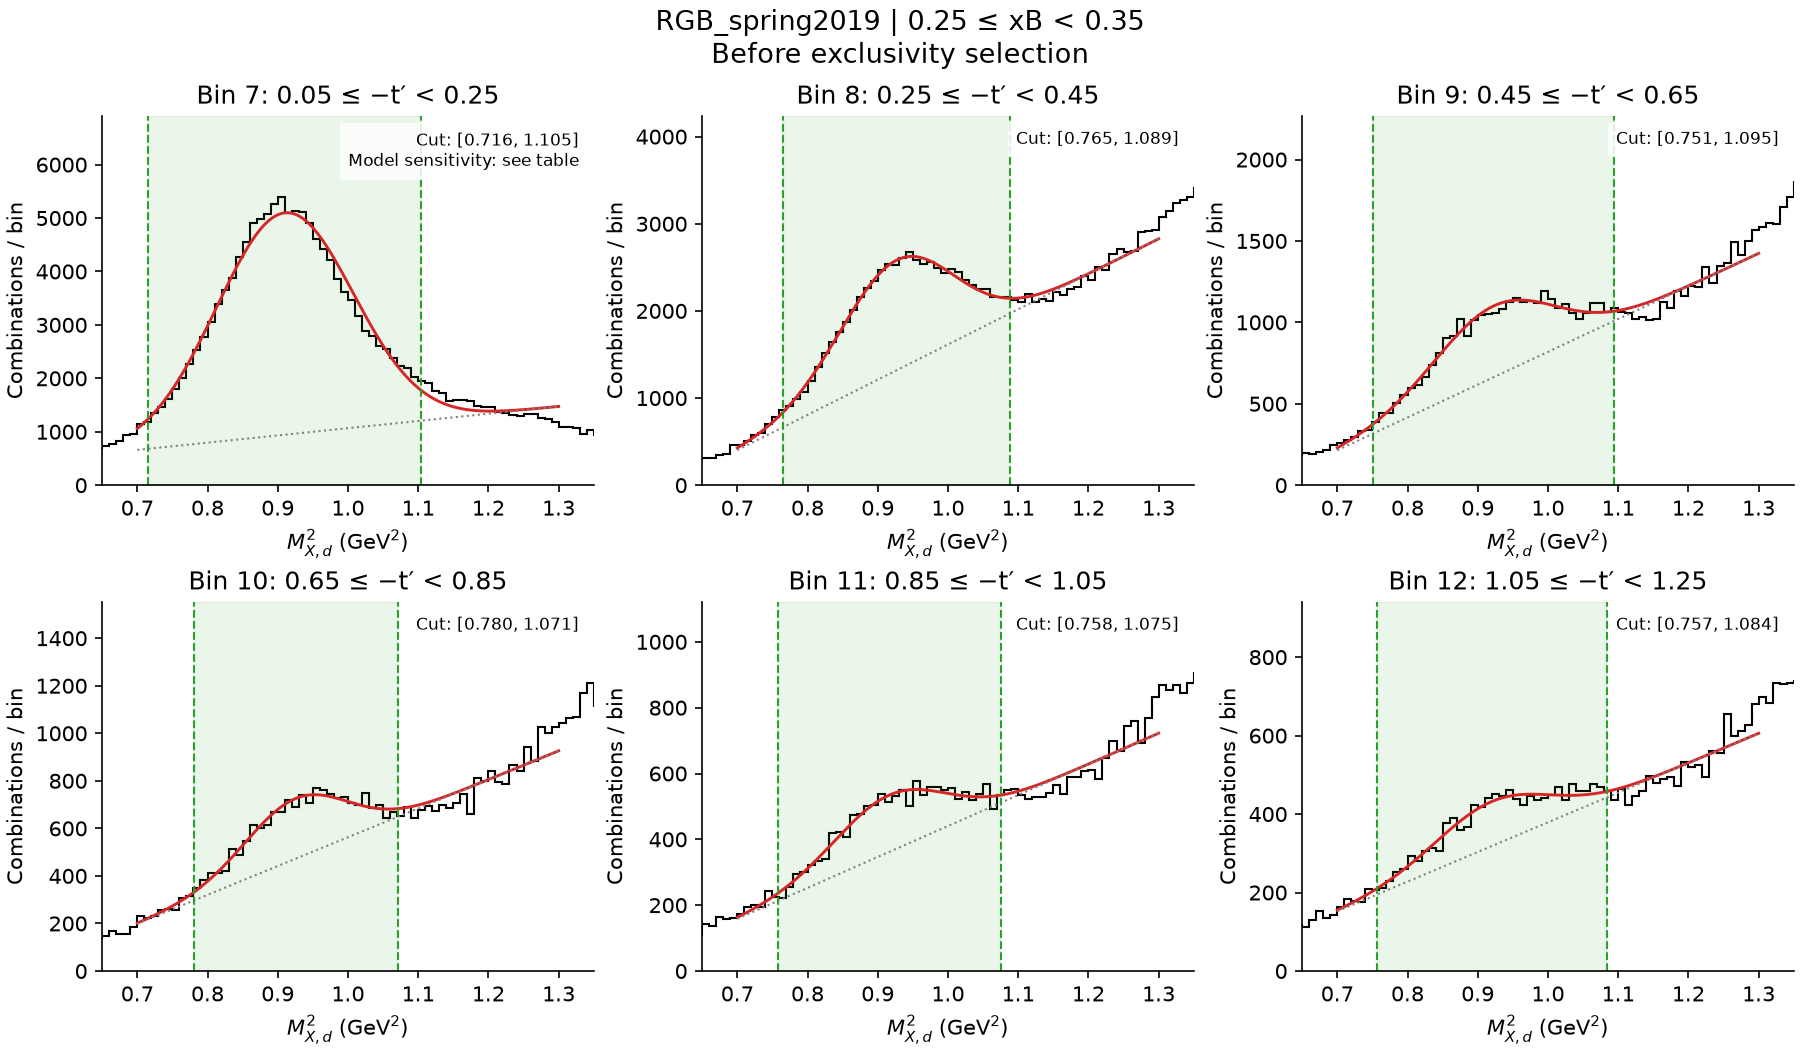 RGB_spring2019 | 0.25 ≤ xB < 0.35
Before exclusivity selection
Bin 7: 0.05 ≤ −t′ < 0.25
Cut: [0.716, 1.105]
Model sensitivity: see table
Combinations / bin
0 1000 2000 3000 4000 5000 6000
0.7 0.8 0.9 1.0 1.1 1.2 1.3
M²_{X,d} (GeV²)
Bin 8: 0.25 ≤ −t′ < 0.45
Cut: [0.765, 1.089]
Combinations / bin
0 1000 2000 3000 4000
0.7 0.8 0.9 1.0 1.1 1.2 1.3
M²_{X,d} (GeV²)
Bin 9: 0.45 ≤ −t′ < 0.65
Cut: [0.751, 1.095]
Combinations / bin
0 500 1000 1500 2000
0.7 0.8 0.9 1.0 1.1 1.2 1.3
M²_{X,d} (GeV²)
Bin 10: 0.65 ≤ −t′ < 0.85
Cut: [0.780, 1.071]
Combinations / bin
0 200 400 600 800 1000 1200 1400
0.7 0.8 0.9 1.0 1.1 1.2 1.3
M²_{X,d} (GeV²)
Bin 11: 0.85 ≤ −t′ < 1.05
Cut: [0.758, 1.075]
Combinations / bin
0 200 400 600 800 1000
0.7 0.8 0.9 1.0 1.1 1.2 1.3
M²_{X,d} (GeV²)
Bin 12: 1.05 ≤ −t′ < 1.25
Cut: [0.757, 1.084]
Combinations / bin
0 200 400 600 800
0.7 0.8 0.9 1.0 1.1 1.2 1.3
M²_{X,d} (GeV²)